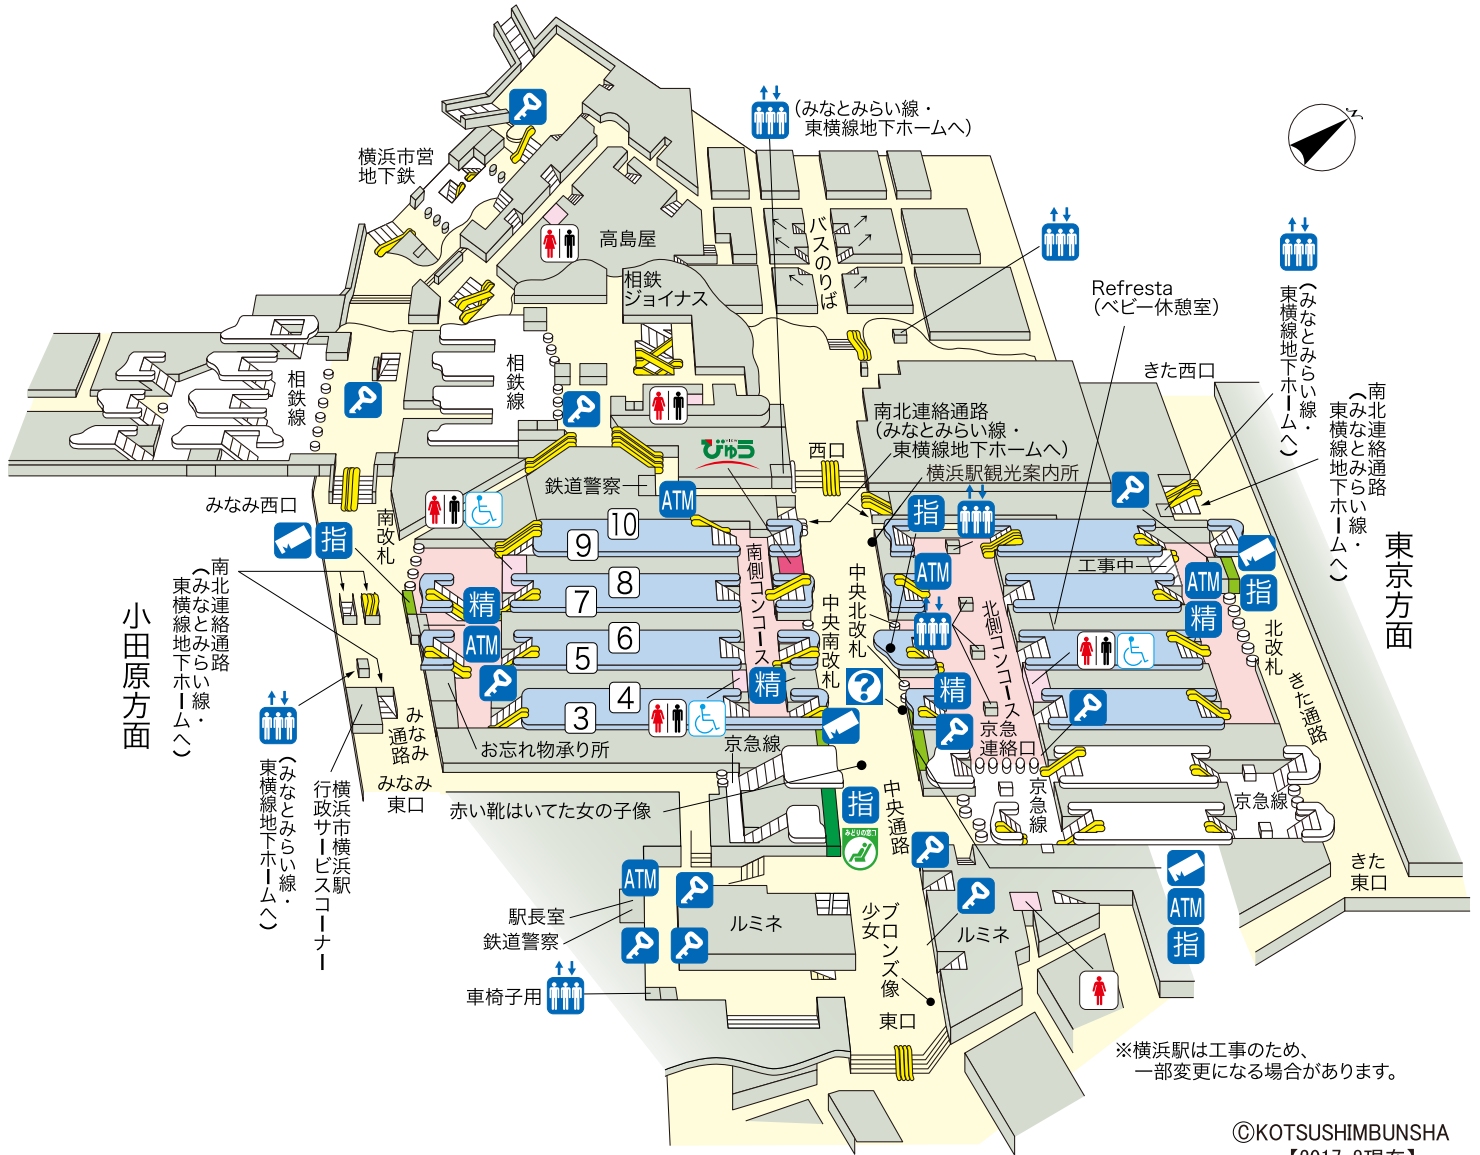 (みなとみらい線・
東横線地下ホームへ)
横浜市営
地下鉄
高島屋
バスのりば
相鉄
ジョイナス
Refresta
(ベビー休憩室)
(みなとみらい線・
東横線地下ホームへ)
きた西口
南北連絡通路
(みなとみらい線・
東横線地下ホームへ)
相鉄線
相鉄線
南北連絡通路
(みなとみらい線・
東横線地下ホームへ)
びゅう
西口
横浜駅観光案内所
鉄道警察
ATM
みなみ西口
南改札
指
指
10
9
8
7
6
5
4
3
南側コンコース
中央北改札
中央南改札
ATM
工事中
ATM
指
精
東京方面
小田原方面
南北連絡通路
(みなとみらい線・
東横線地下ホームへ)
精
ATM
精
精
?
北側コンコース
京急
連絡口
北改札
きた通路
みなみ
通路
お忘れ物承り所
京急線
みなみ
東口
(みなとみらい線・
東横線地下ホームへ)
横浜市横浜駅
行政サービスコーナー
赤い靴はいてた女の子像
指
みどりの窓口
中央通路
京急線
京急線
きた
東口
ATM
駅長室
鉄道警察
ルミネ
ブロンズ像
少女
ルミネ
ATM
指
車椅子用
東口
※横浜駅は工事のため、
一部変更になる場合があります。
©KOTSUSHIMBUNSHA